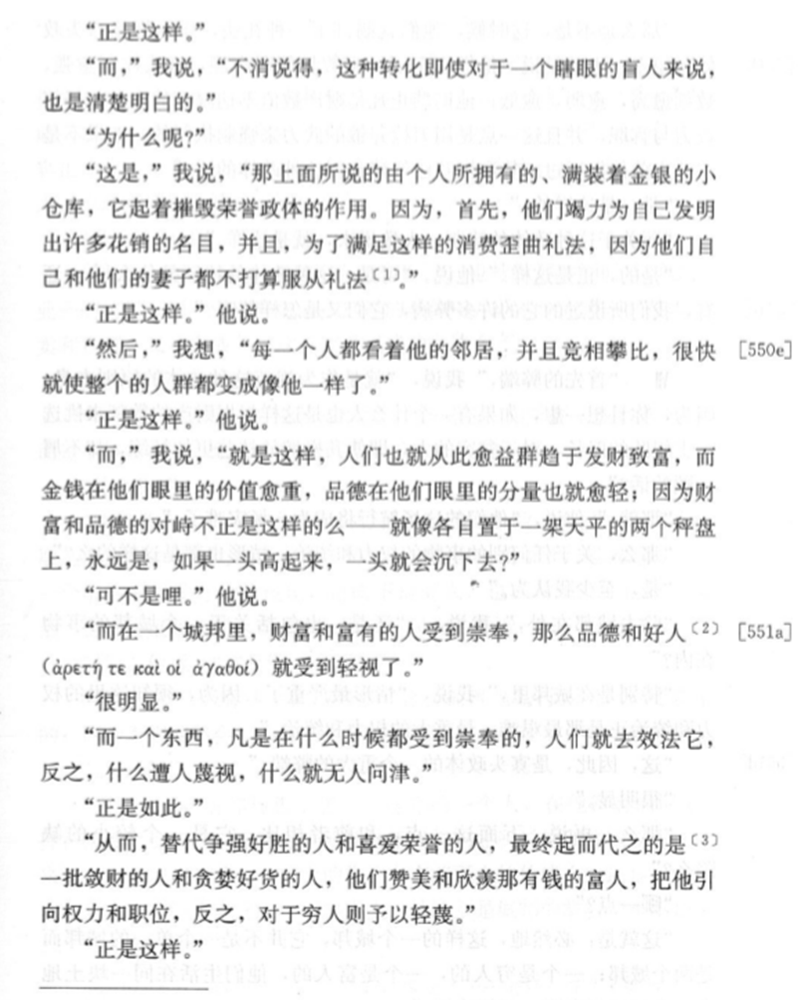 “正是这样。”
“而，”我说，“不消说得，这种转化即使对于一个瞎眼的盲人来说，
也是清楚明白的。”
“为什么呢？”
“这是，”我说，“那上面所说的由个人所拥有的、满装着金银的小
仓库，它起着摧毁荣誉政体的作用。因为，首先，他们竭力为自己发明
出许多花销的名目，并且，为了满足这样的消费歪曲礼法，因为他们自
己和他们的妻子都不打算服从礼法〔1〕。”
“正是这样。”他说。
“然后，”我想，“每一个人都看着他的邻居，并且竞相攀比，很快 [550e]
就使整个的人群都变成像他一样了。”
“正是这样。”他说。
“而，”我说，“就是这样，人们也就从此愈益群趋于发财致富，而
金钱在他们眼里的价值愈重，品德在他们眼里的分量也就愈轻；因为财
富和品德的对峙不正是这样的么——就像各自置于一架天平的两个秤盘
上，永远是，如果一头高起来，一头就会沉下去？”
“可不是哩。”他说。
“而在一个城邦里，财富和富有的人受到崇奉，那么品德和好人〔2〕 [551a]
（ἀρετή τε καὶ οἱ ἀγαθοί）就受到轻视了。”
“很明显。”
“而一个东西，凡是在什么时候都受到崇奉的，人们就去效法它，
反之，什么遭人蔑视，什么就无人问津。”
“正是如此。”
“从而，替代争强好胜的人和喜爱荣誉的人，最终起而代之的是〔3〕
一批敛财的人和贪婪好货的人，他们赞美和欣羡那有钱的富人，把他引
向权力和职位，反之，对于穷人则予以轻蔑。”
“正是这样。”